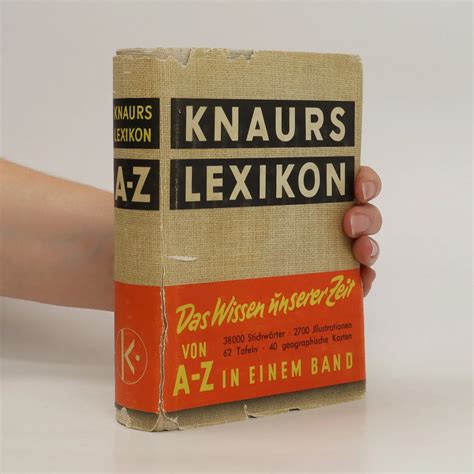 KNAURS
LEXIKON
A-Z
K
KNAURS
LEXIKON
Das Wissen unserer Zeit
38000 Stichwörter · 2700 Jllustrationen
62 Tafeln · 40 geographische Karten
VON
A-Z IN EINEM BAND